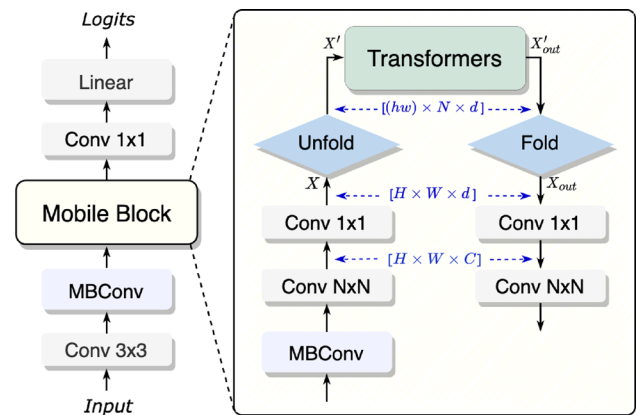 Logits
Linear
Conv 1x1
Mobile Block
MBConv
Conv 3x3
Input
X′
Transformers
X′out
[(hw) × N × d]
Unfold
Fold
X
[H × W × d]
Xout
Conv 1x1
Conv 1x1
[H × W × C]
Conv NxN
Conv NxN
MBConv